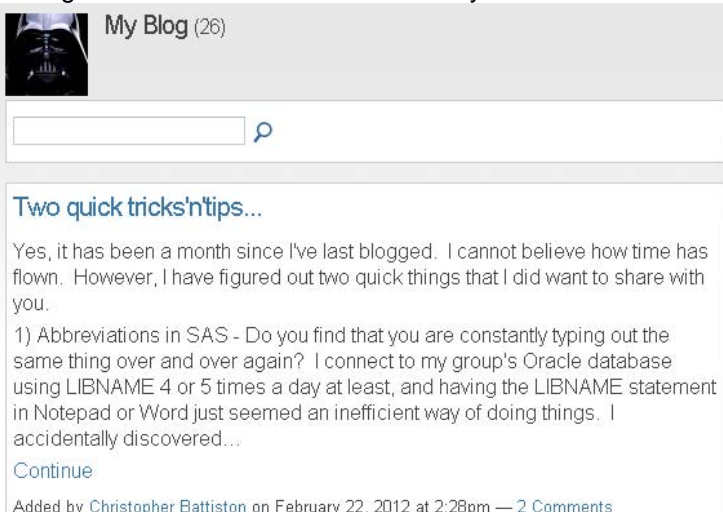 My Blog (26)
Two quick tricks'n'tips...
Yes, it has been a month since I've last blogged. I cannot believe how time has
flown. However, I have figured out two quick things that I did want to share with
you.
1) Abbreviations in SAS - Do you find that you are constantly typing out the
same thing over and over again? I connect to my group's Oracle database
using LIBNAME 4 or 5 times a day at least, and having the LIBNAME statement
in Notepad or Word just seemed an inefficient way of doing things. I
accidentally discovered…
Continue
Added by Christopher Battiston on February 22, 2012 at 2:28pm — 2 Comments